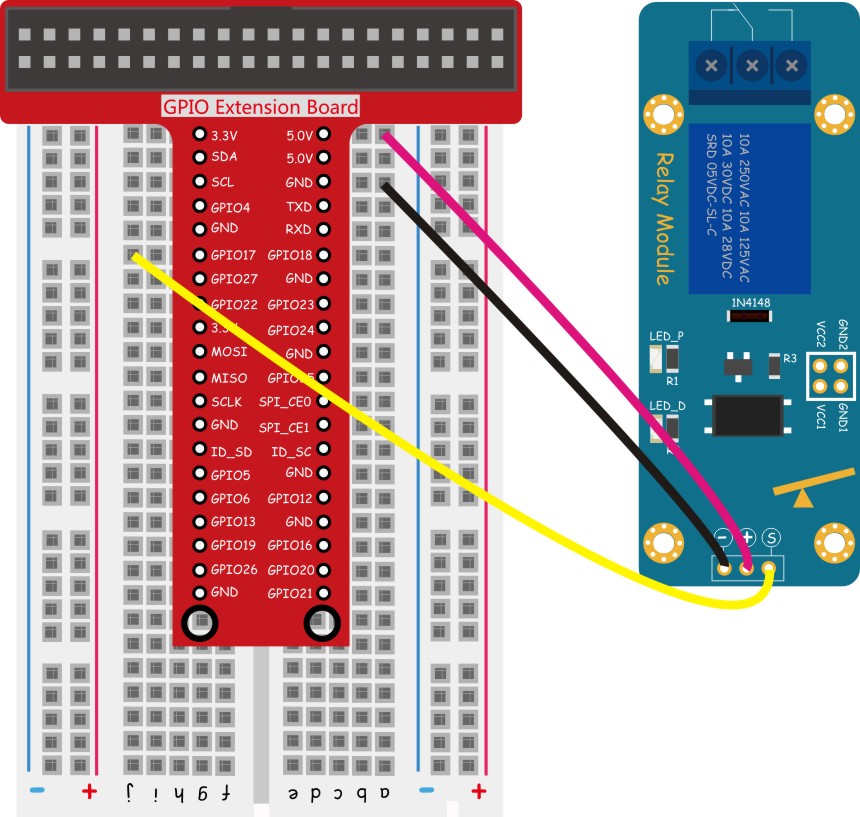 GPIO Extension Board
3.3V 5.0V
SDA 5.0V
SCL GND
GPIO4 TXD
GND RXD
GPIO17 GPIO18
GPIO27 GND
GPIO22 GPIO23
GPIO24
MOSI GND
MISO
SCLK SPI_CE0
GND SPI_CE1
ID_SD ID_SC
GPIO5 GND
GPIO6 GPIO12
GPIO13 GND
GPIO19 GPIO16
GPIO26 GPIO20
GND GPIO21
− +
j i h g f e d c b a
− +
Relay Module
10A 250VAC 10A 125VAC
10A 30VDC 10A 28VDC
SRD 05VDC-SL-C
1N4148
LED_P
R1
R3
VCC2 GND2
VCC1 GND1
LED_D
− + S